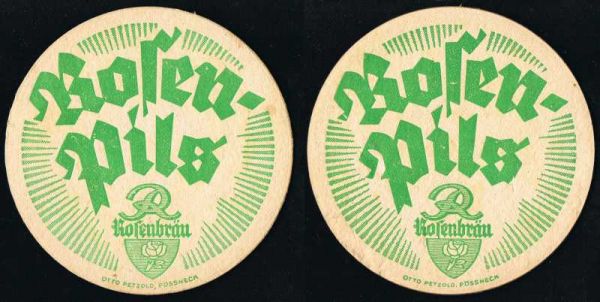 Rosen-
Pils
R
Rosenbräu
OTTO PETZOLD, PÖSSNECK
Rosen-
Pils
R
Rosenbräu
OTTO PETZOLD, PÖSSNECK